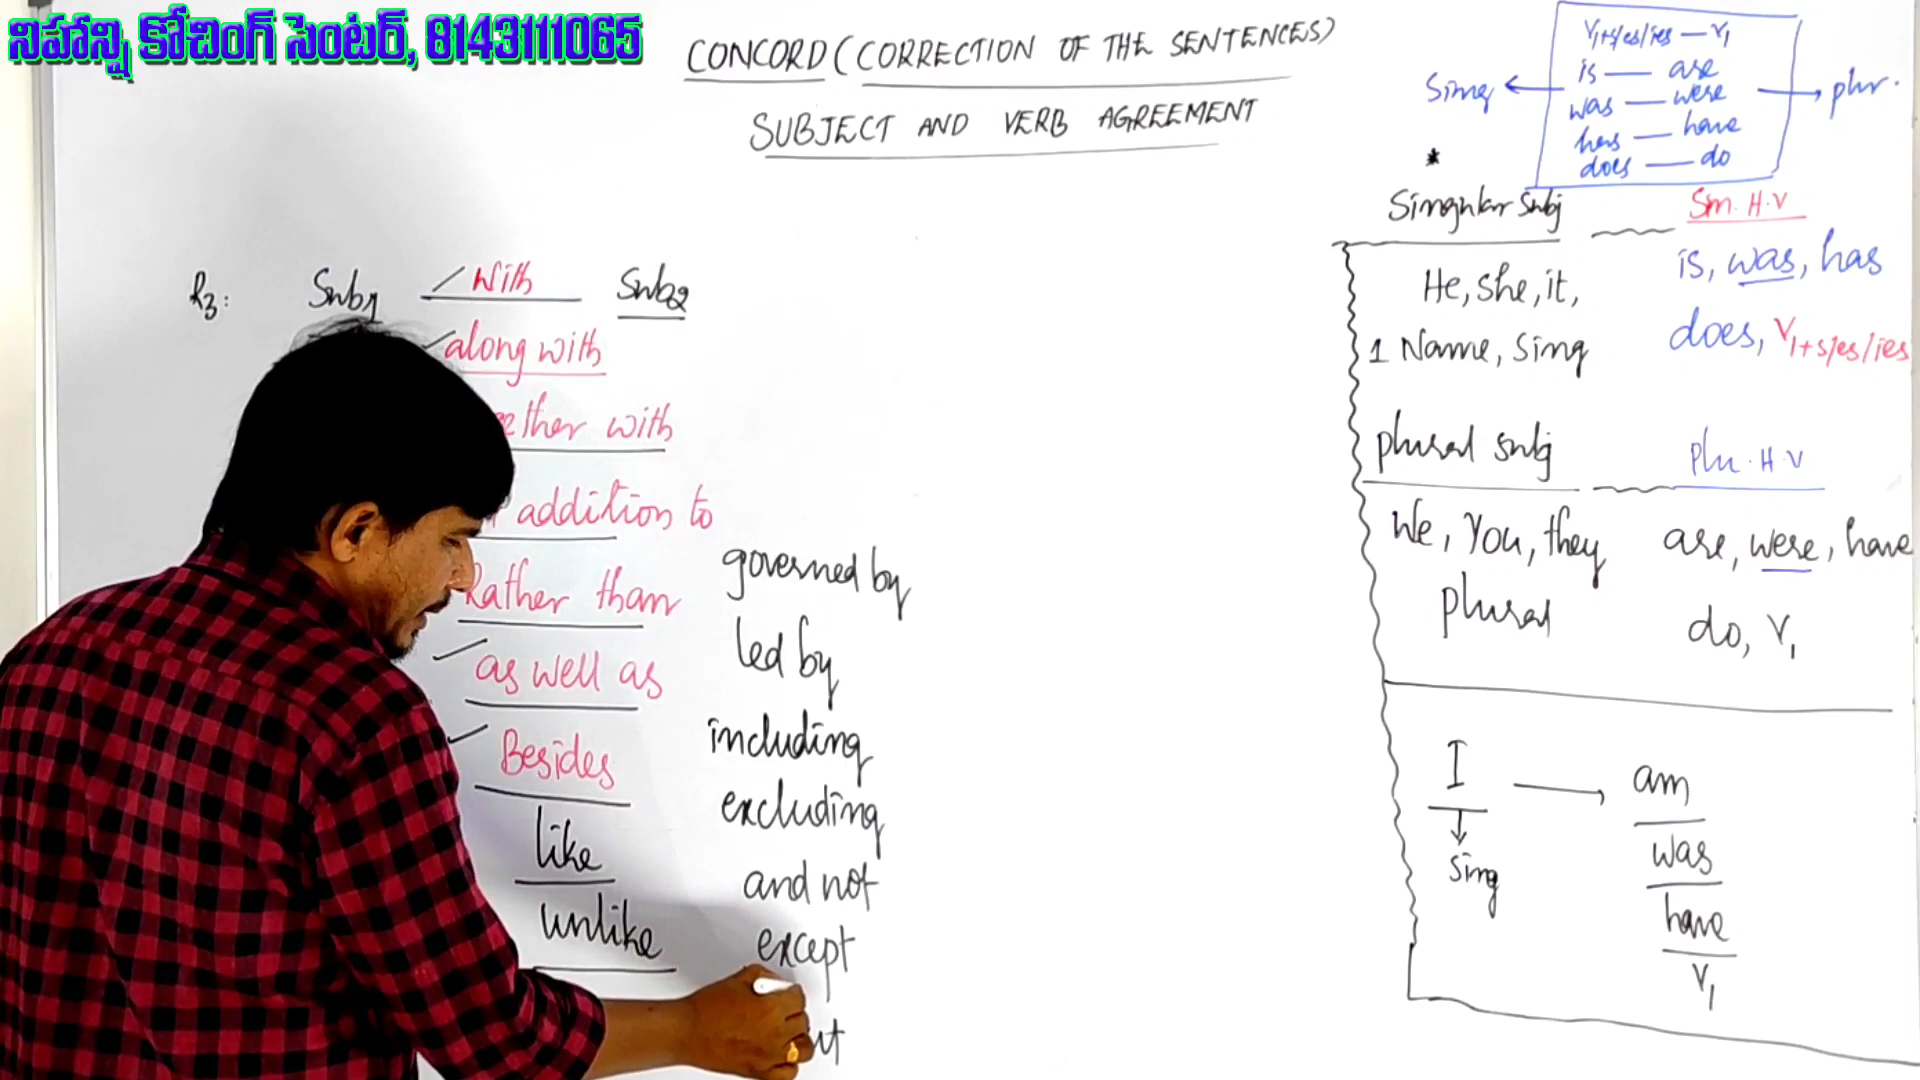 నిహాన్షి కోచింగ్ సెంటర్, 8143111065
CONCORD (CORRECTION OF THE SENTENCES)
SUBJECT AND VERB AGREEMENT
V1+s/es/ies — V1
is — are
was — were
has — have
does — do
Sing
plur.
*
Singular Subj
Sin. H.V
He, she, it,
1 Name, Sing
is, was, has
does, V1+s/es/ies
plural subj
Plu. H.V
We, you, they
plural
are, were, have
do, V1
I
Sing
am
was
have
V1
R3: Sub1 with Sub2
along with
with
addition to
Rather than
as well as
Besides
like
unlike
governed by
led by
including
excluding
and not
except